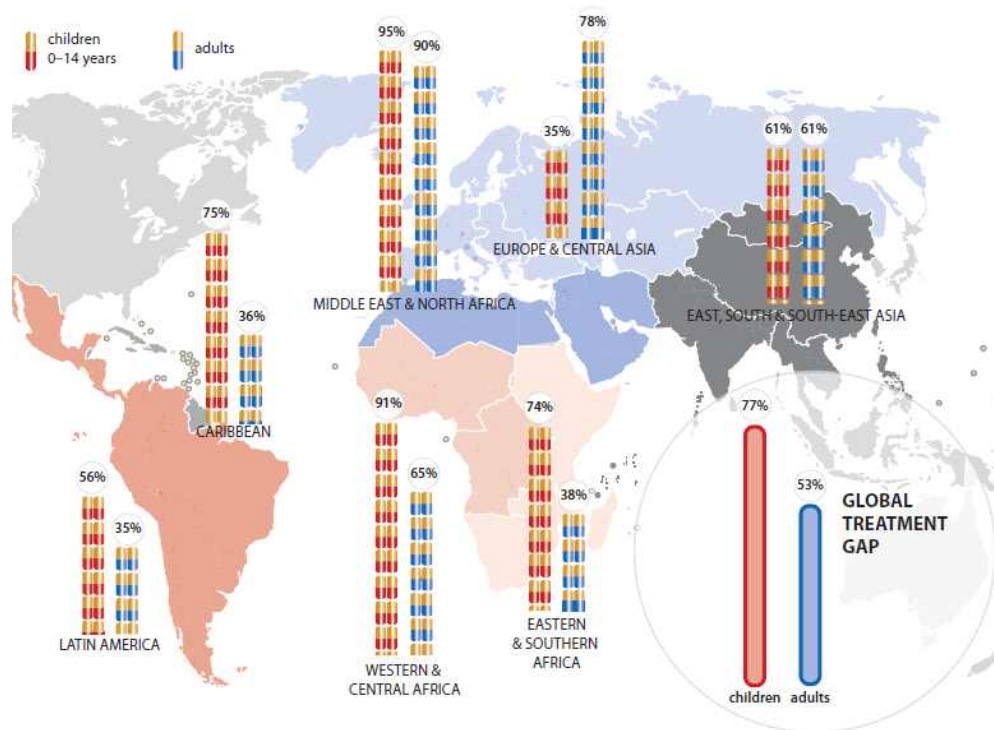 children
0–14 years
adults
95%
90%
MIDDLE EAST & NORTH AFRICA
35%
78%
EUROPE & CENTRAL ASIA
61%
61%
EAST, SOUTH & SOUTH-EAST ASIA
75%
36%
CARIBBEAN
56%
35%
LATIN AMERICA
91%
65%
WESTERN &
CENTRAL AFRICA
74%
38%
EASTERN
& SOUTHERN
AFRICA
77%
53%
GLOBAL
TREATMENT
GAP
children
adults